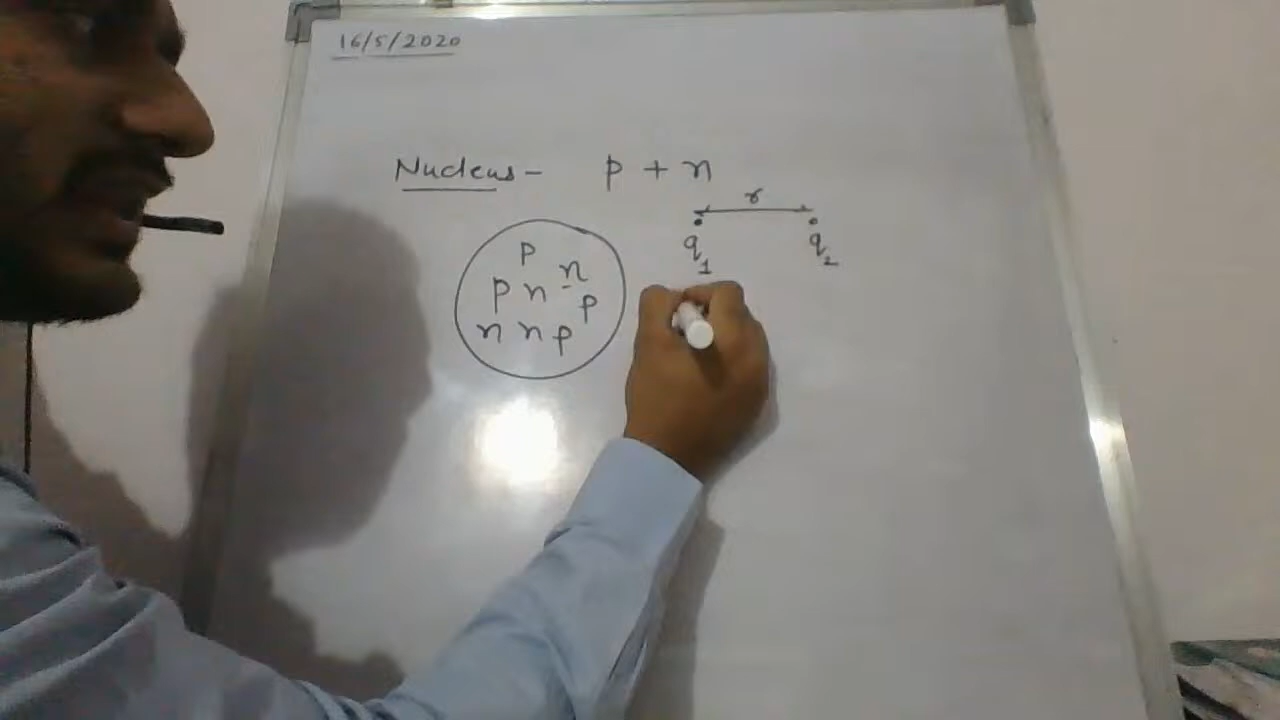 16/5/2020
Nucleus - p + n
r
q1 q2
p
n
p n
p
n n p